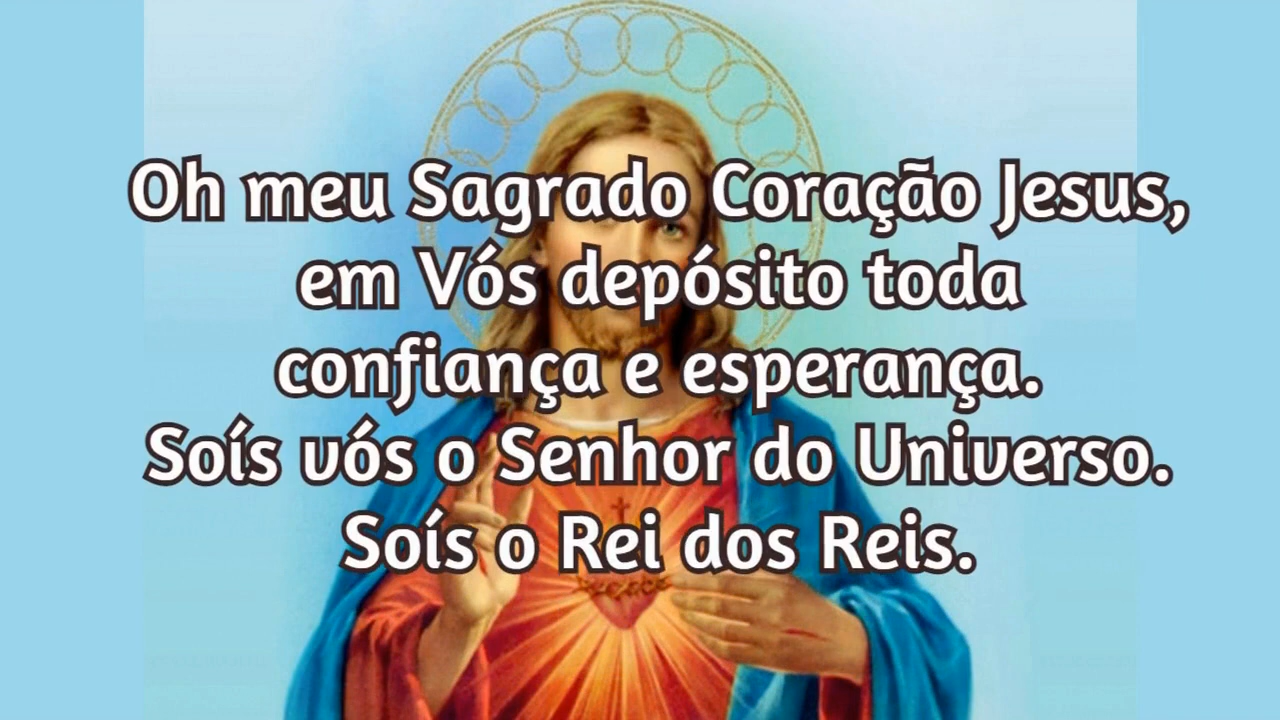 Oh meu Sagrado Coração Jesus,
em Vós depósito toda
confiança e esperança.
Soís vós o Senhor do Universo.
Soís o Rei dos Reis.